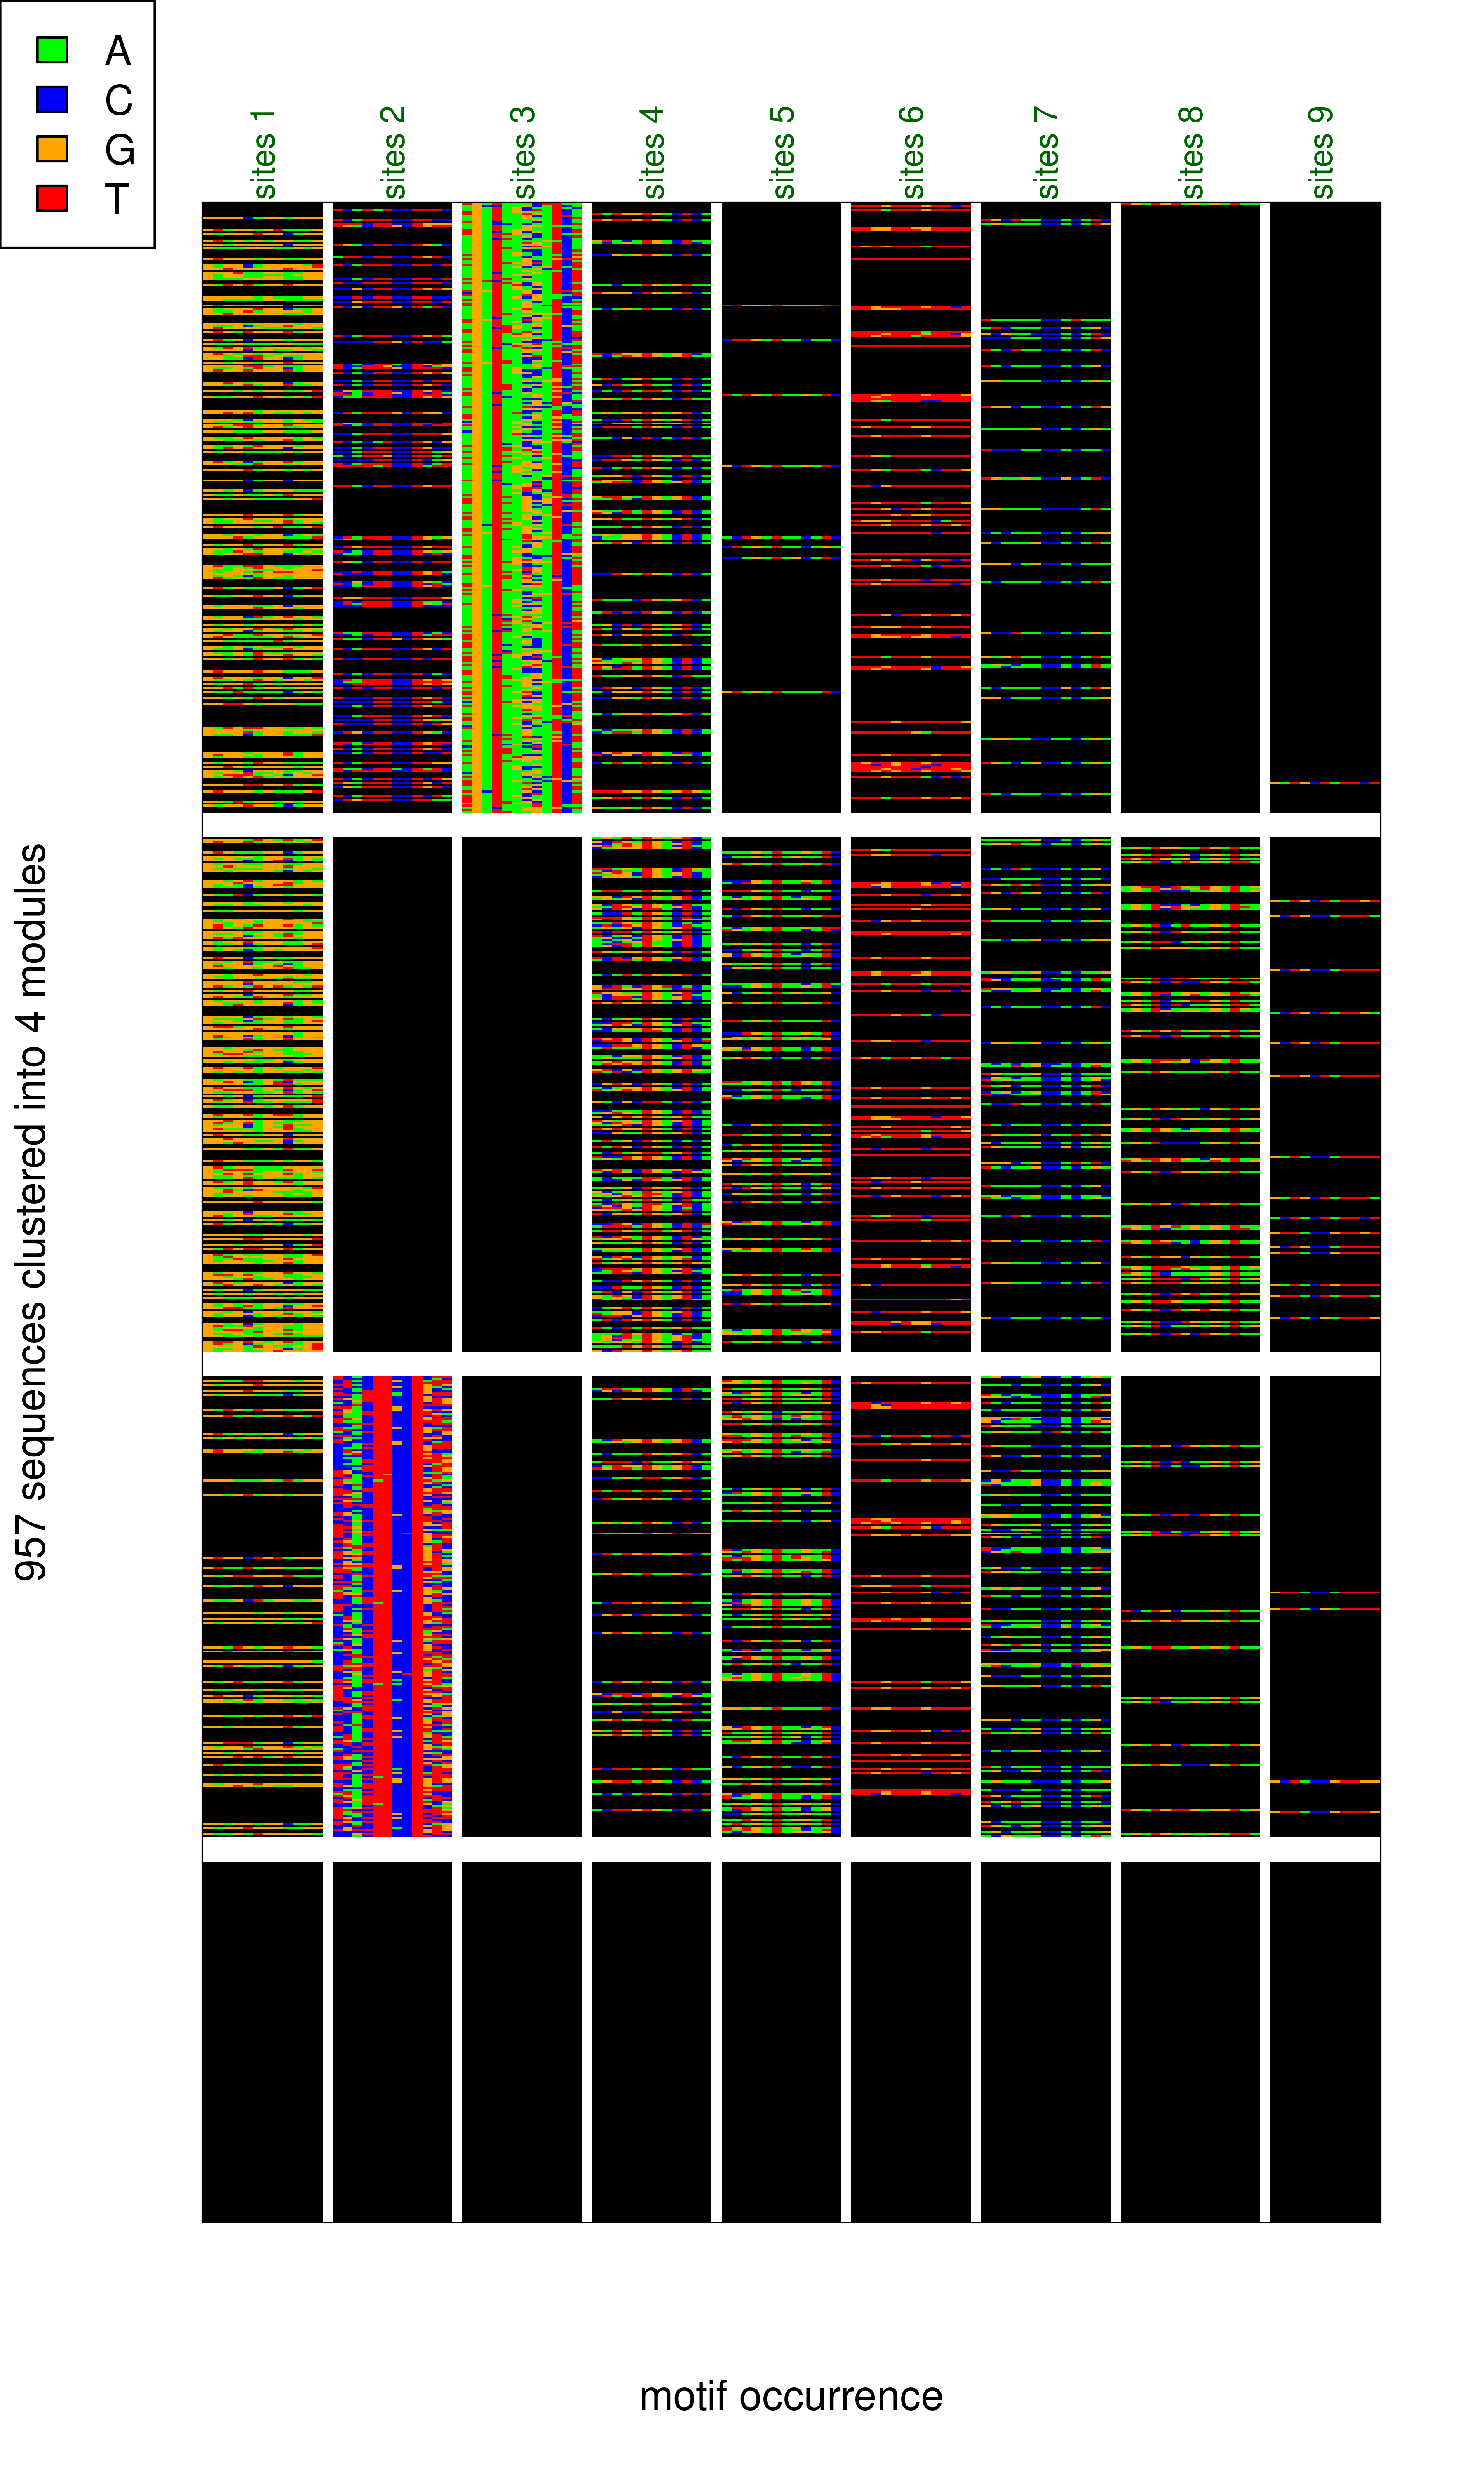 A
C
G
T
sites 1
sites 2
sites 3
sites 4
sites 5
sites 6
sites 7
sites 8
sites 9
957 sequences clustered into 4 modules
motif occurrence